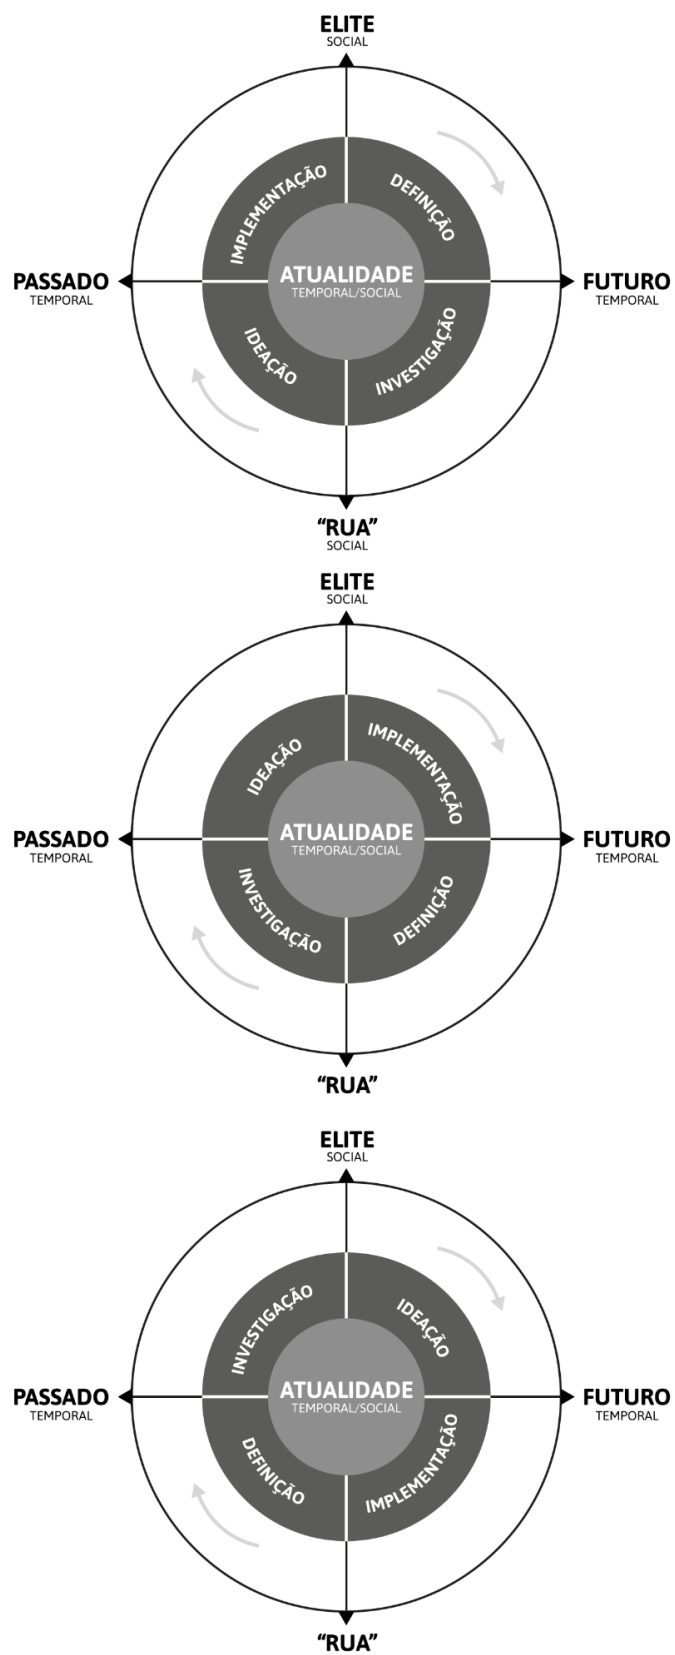 ELITE
SOCIAL
IMPLEMENTAÇÃO
DEFINIÇÃO
PASSADO
TEMPORAL
ATUALIDADE
TEMPORAL/SOCIAL
FUTURO
TEMPORAL
IDEAÇÃO
INVESTIGAÇÃO
“RUA”
SOCIAL
ELITE
SOCIAL
IDEAÇÃO
IMPLEMENTAÇÃO
PASSADO
TEMPORAL
ATUALIDADE
TEMPORAL/SOCIAL
FUTURO
TEMPORAL
INVESTIGAÇÃO
DEFINIÇÃO
“RUA”
ELITE
SOCIAL
INVESTIGAÇÃO
IDEAÇÃO
PASSADO
TEMPORAL
ATUALIDADE
TEMPORAL/SOCIAL
FUTURO
TEMPORAL
DEFINIÇÃO
IMPLEMENTAÇÃO
“RUA”